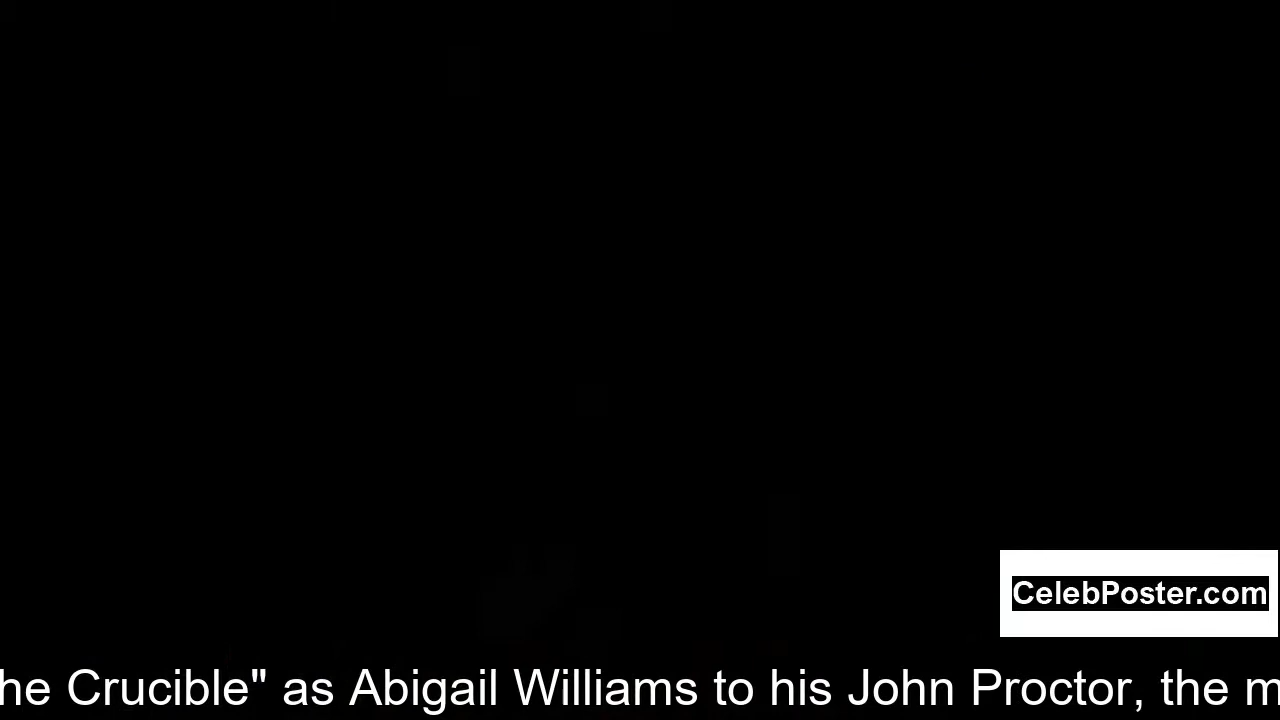 CelebPoster.com
he Crucible" as Abigail Williams to his John Proctor, the m